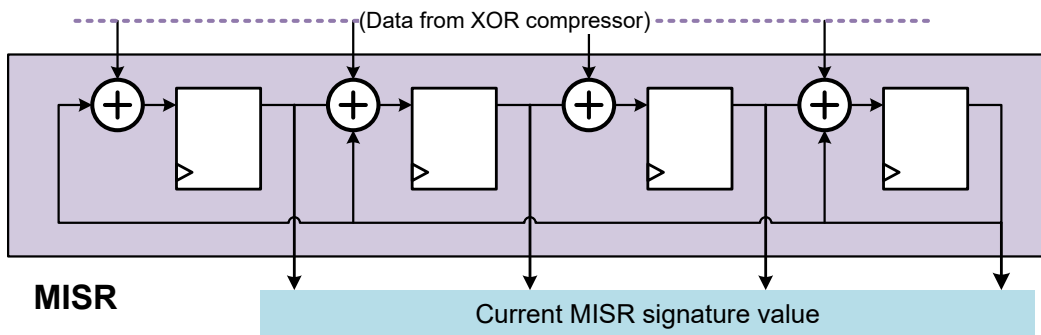 (Data from XOR compressor)
MISR
Current MISR signature value